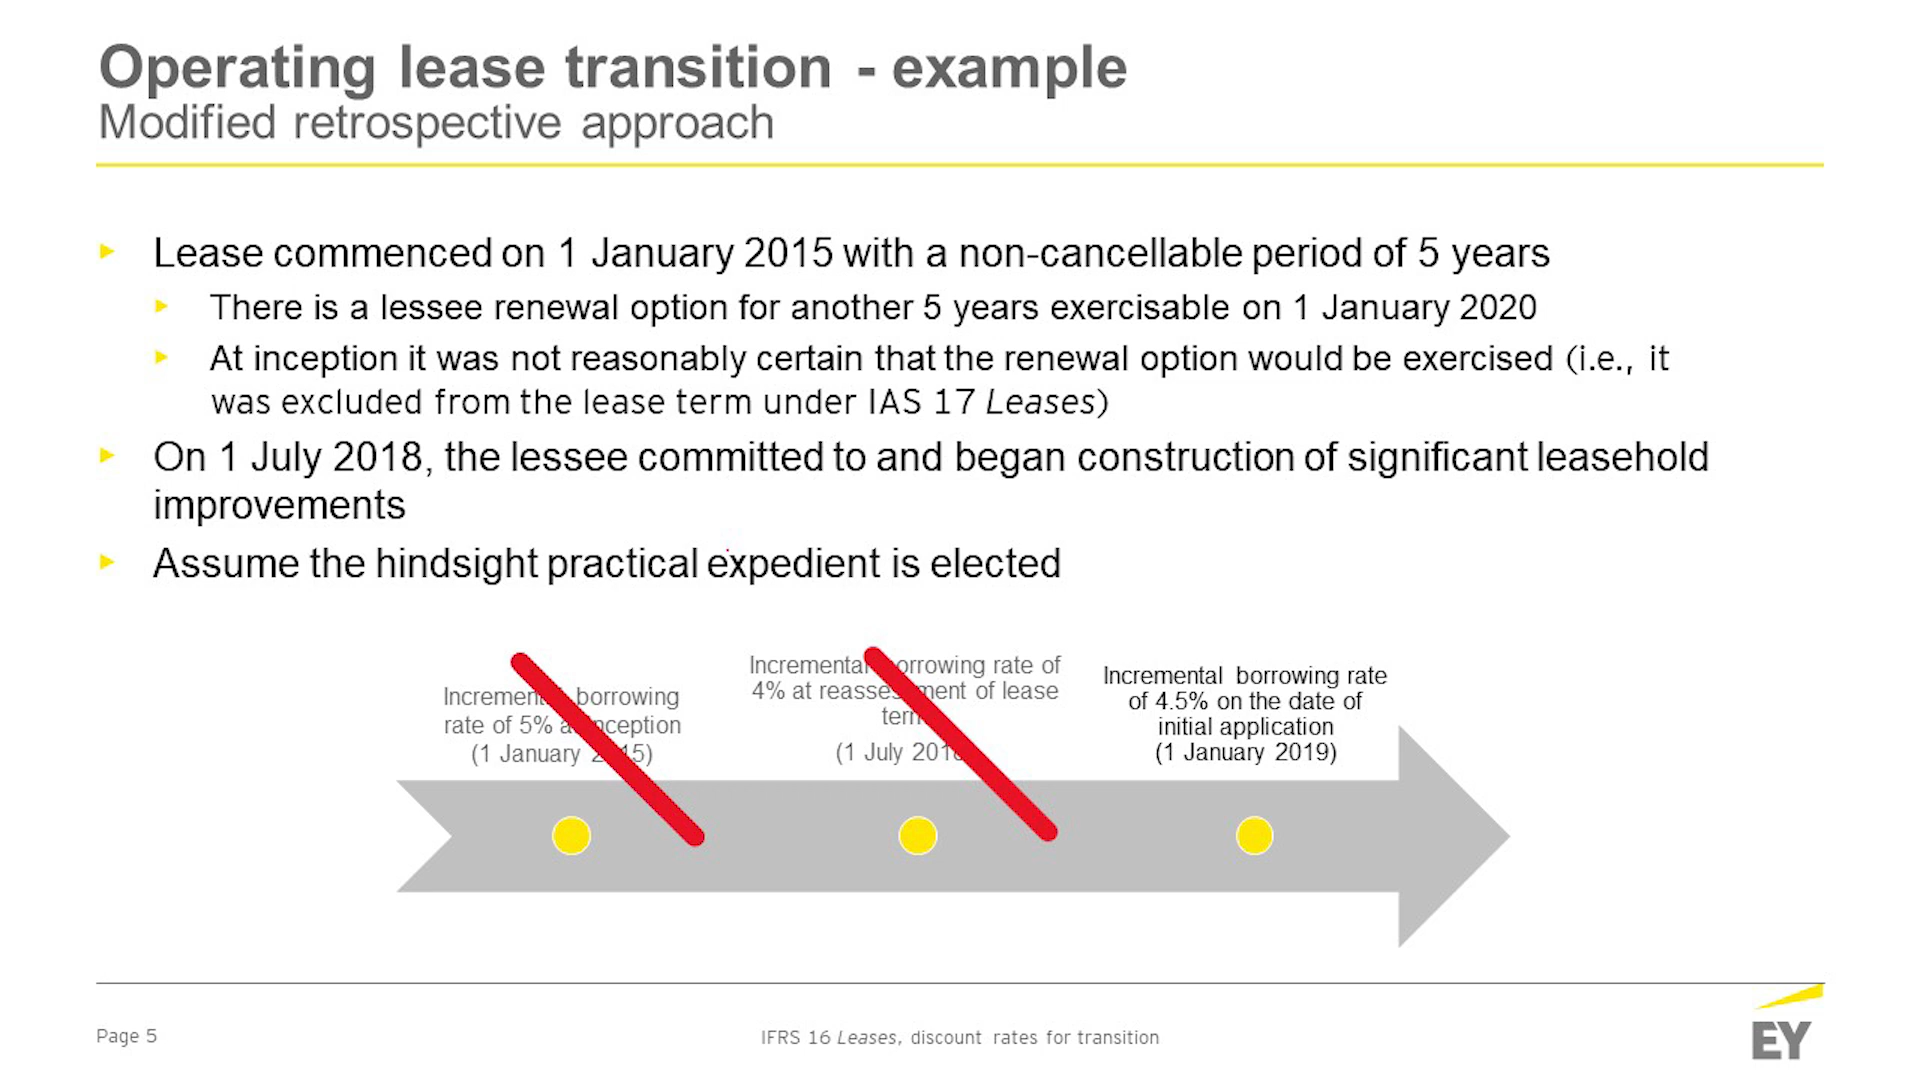 Operating lease transition - example
Modified retrospective approach
Lease commenced on 1 January 2015 with a non-cancellable period of 5 years
There is a lessee renewal option for another 5 years exercisable on 1 January 2020
At inception it was not reasonably certain that the renewal option would be exercised (i.e., it
was excluded from the lease term under IAS 17 Leases)
On 1 July 2018, the lessee committed to and began construction of significant leasehold
improvements
Assume the hindsight practical expedient is elected
Incremental borrowing
rate of 5% at inception
(1 January 2015)
Incremental borrowing rate of
4% at reassessment of lease
term
(1 July 2018)
Incremental borrowing rate
of 4.5% on the date of
initial application
(1 January 2019)
Page 5
IFRS 16 Leases, discount rates for transition
EY